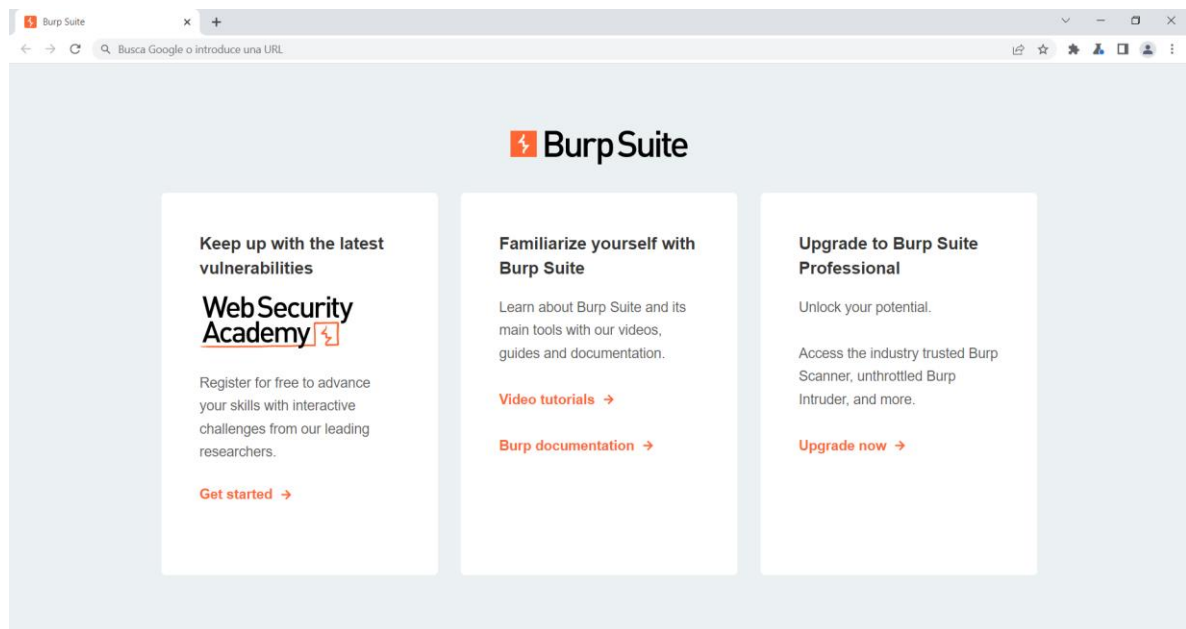 Burp Suite
Busca Google o introduce una URL
Burp Suite
Keep up with the latest
vulnerabilities
Web Security
Academy
Register for free to advance
your skills with interactive
challenges from our leading
researchers.
Get started →
Familiarize yourself with
Burp Suite
Learn about Burp Suite and its
main tools with our videos,
guides and documentation.
Video tutorials →
Burp documentation →
Upgrade to Burp Suite
Professional
Unlock your potential.
Access the industry trusted Burp
Scanner, unthrottled Burp
Intruder, and more.
Upgrade now →